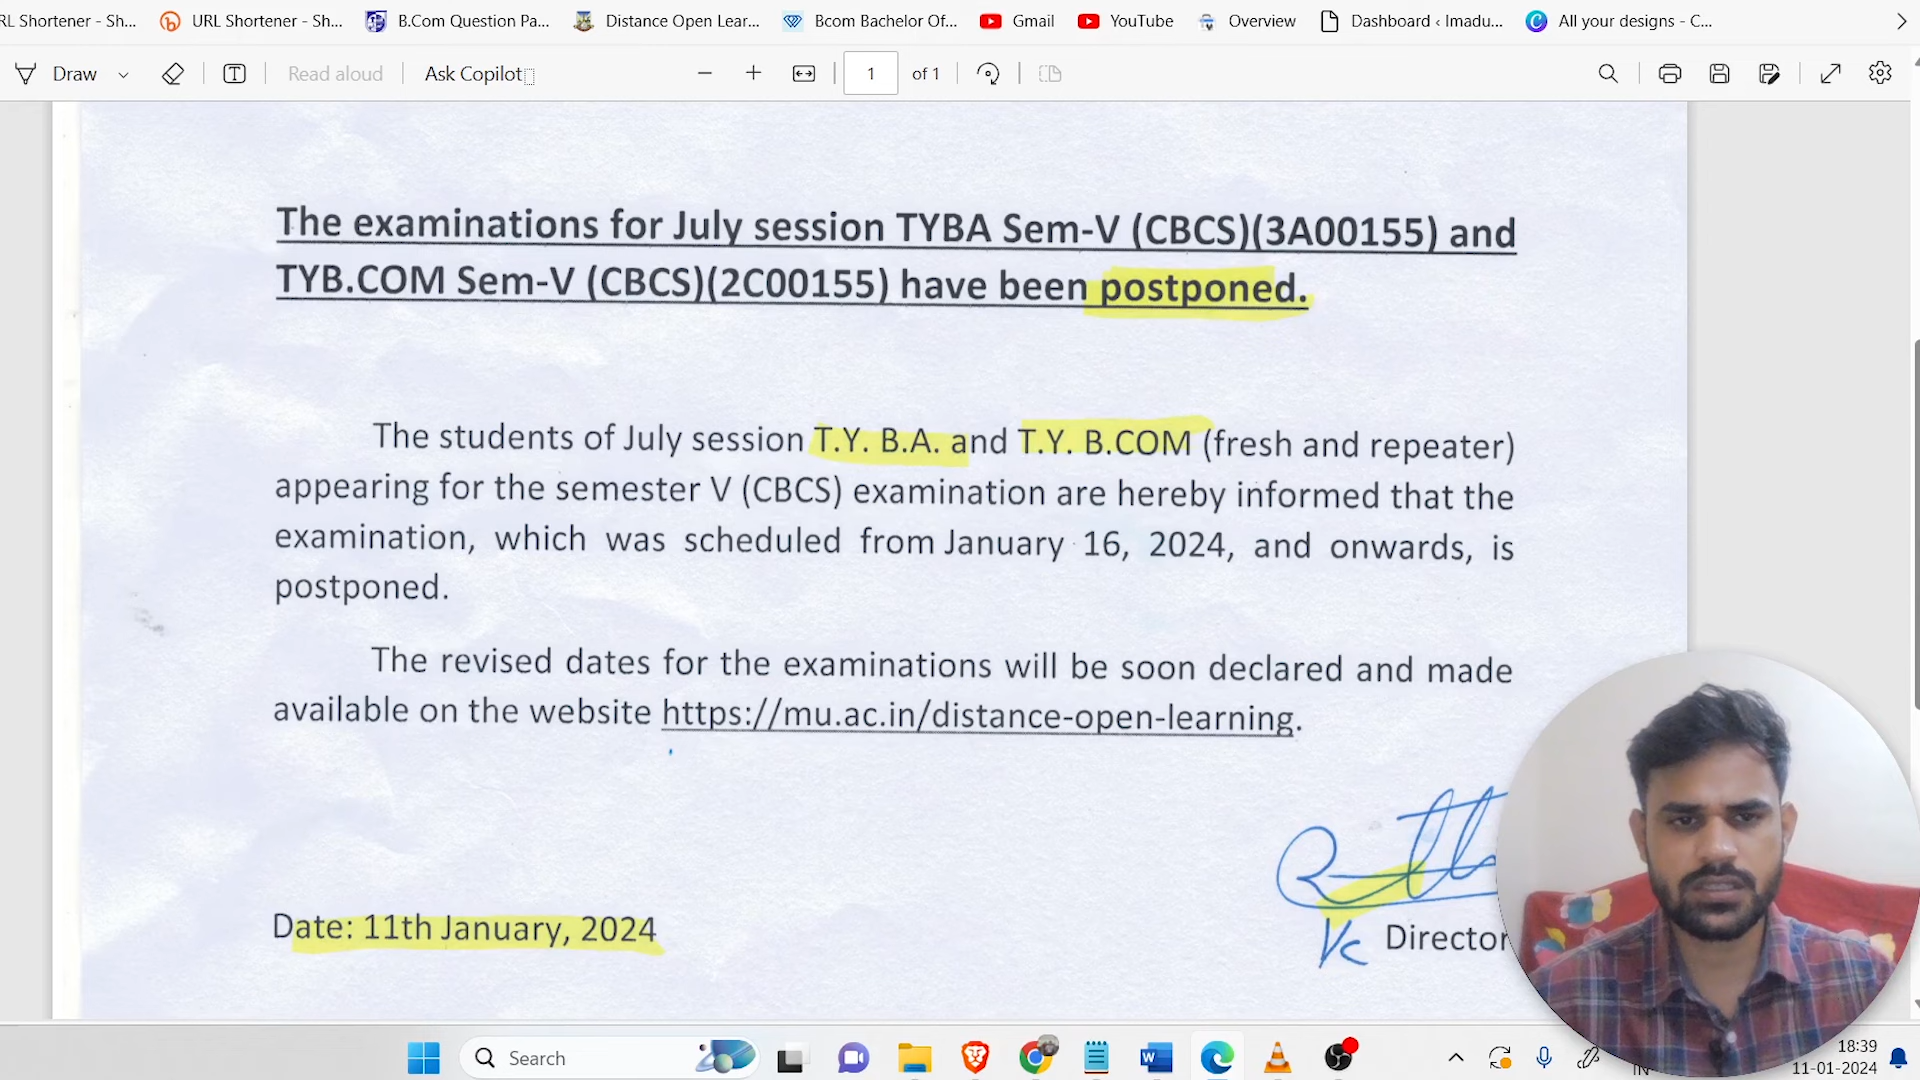 RL Shortener - Sh... URL Shortener - Sh... B.Com Question Pa... Distance Open Lear... Bcom Bachelor Of... Gmail YouTube Overview Dashboard ‹ Imadu... All your designs - C...
Draw Read aloud Ask Copilot 1 of 1
The examinations for July session TYBA Sem-V (CBCS)(3A00155) and
TYB.COM Sem-V (CBCS)(2C00155) have been postponed.
The students of July session T.Y. B.A. and T.Y. B.COM (fresh and repeater)
appearing for the semester V (CBCS) examination are hereby informed that the
examination, which was scheduled from January 16, 2024, and onwards, is
postponed.
The revised dates for the examinations will be soon declared and made
available on the website https://mu.ac.in/distance-open-learning.
Date: 11th January, 2024
Director
Search
18:39
11-01-2024